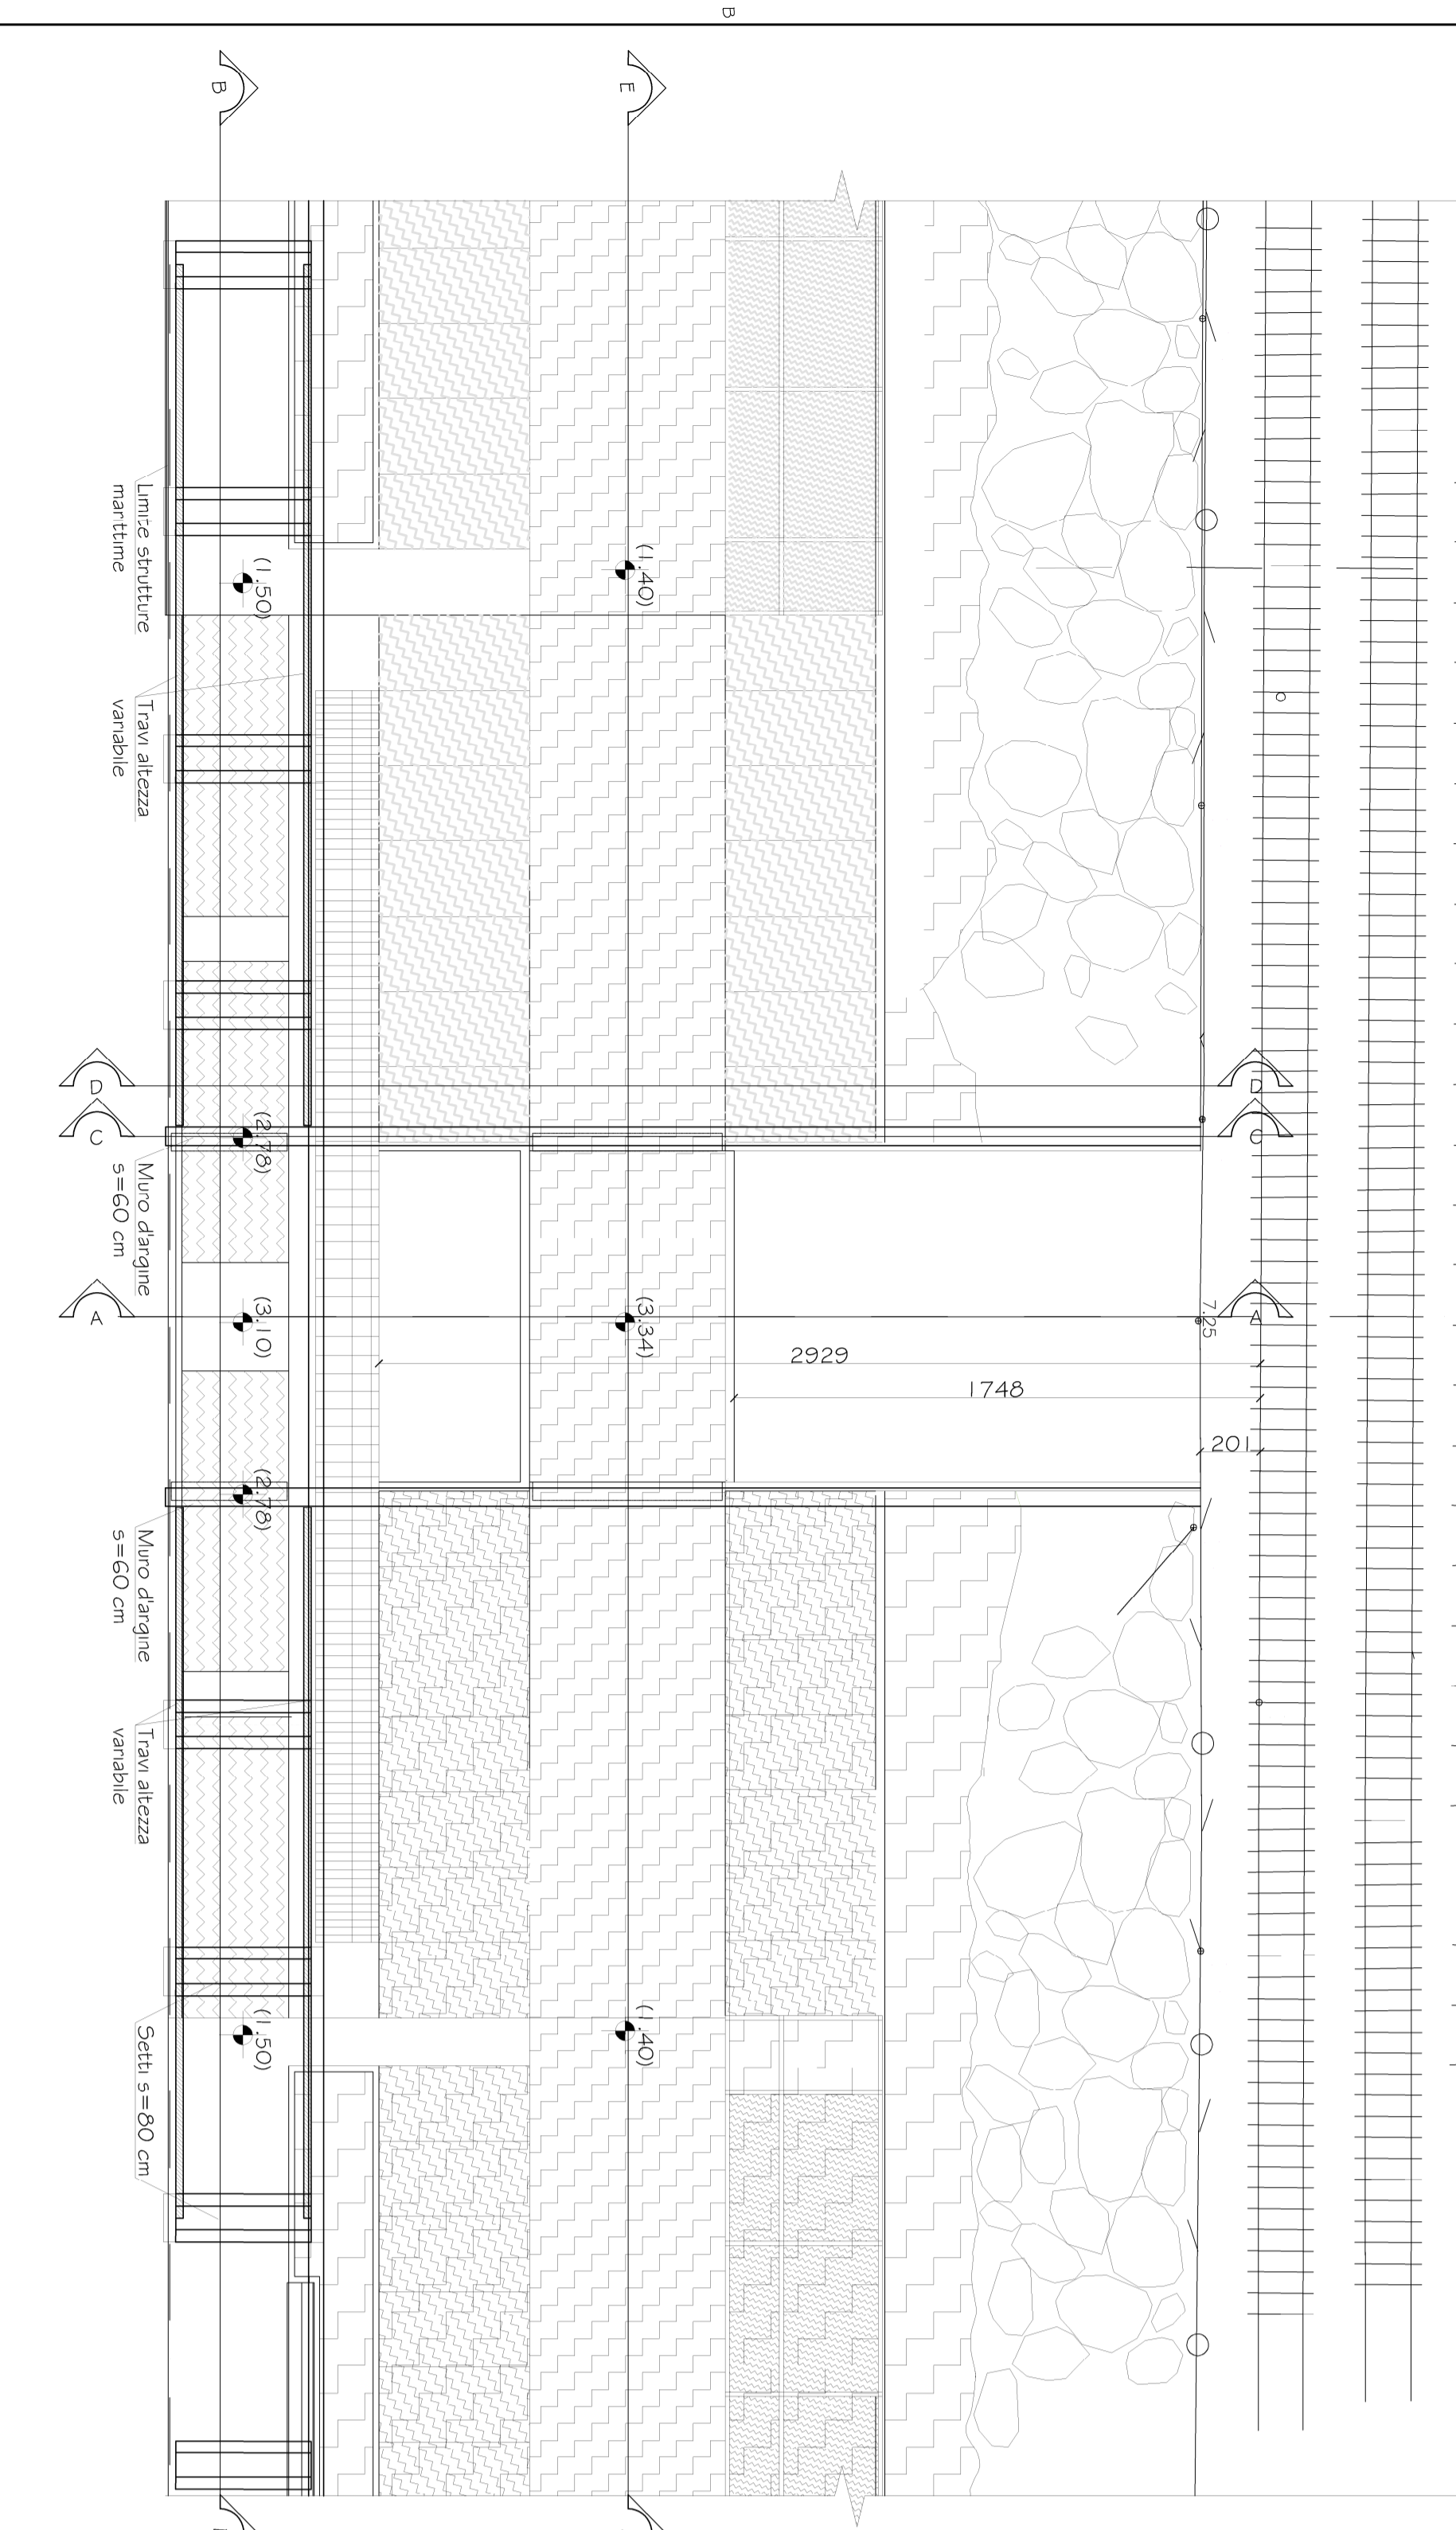 B
B
E
Limite strutture
marittime
(1.50)
(1.40)
Travi altezza
variabile
D
D
C
C
(2.78)
Muro d'argine
s=60 cm
A
A
(3.10)
(3.34)
7.25
2929
1748
201
(2.78)
Muro d'argine
s=60 cm
Travi altezza
variabile
(1.50)
(1.40)
Setti s=80 cm